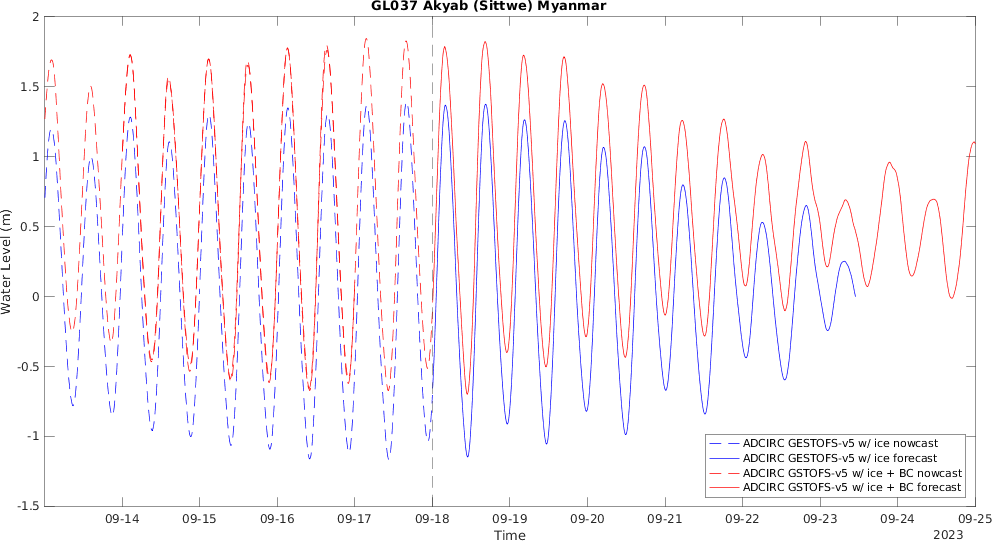 GL037 Akyab (Sittwe) Myanmar
Water Level (m)
2
1.5
1
0.5
0
-0.5
-1
-1.5
ADCIRC GESTOFS-v5 w/ ice nowcast
ADCIRC GESTOFS-v5 w/ ice forecast
ADCIRC GSTOFS-v5 w/ ice + BC nowcast
ADCIRC GSTOFS-v5 w/ ice + BC forecast
09-14 09-15 09-16 09-17 09-18 09-19 09-20 09-21 09-22 09-23 09-24 09-25
Time
2023